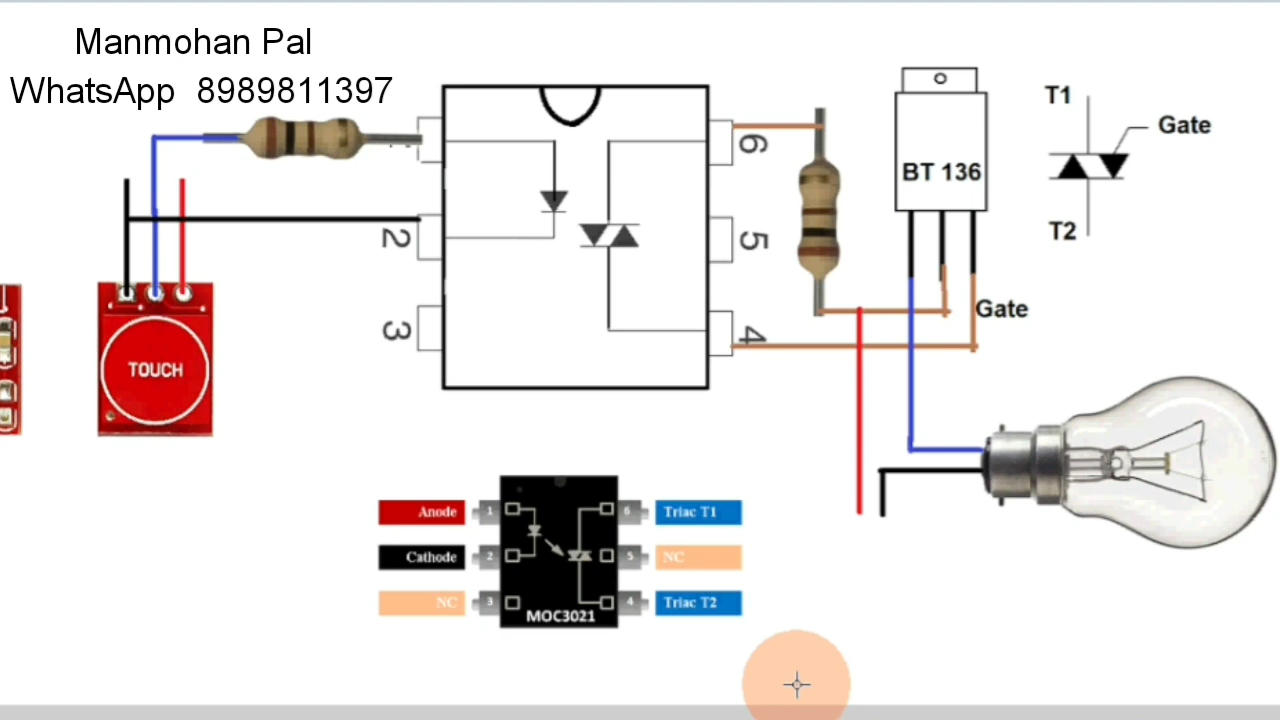 Manmohan Pal
WhatsApp 8989811397
6
5
4
2
3
BT 136
T1
Gate
T2
Gate
TOUCH
Anode
1
6
Triac T1
Cathode
2
5
NC
NC
3
4
Triac T2
MOC3021